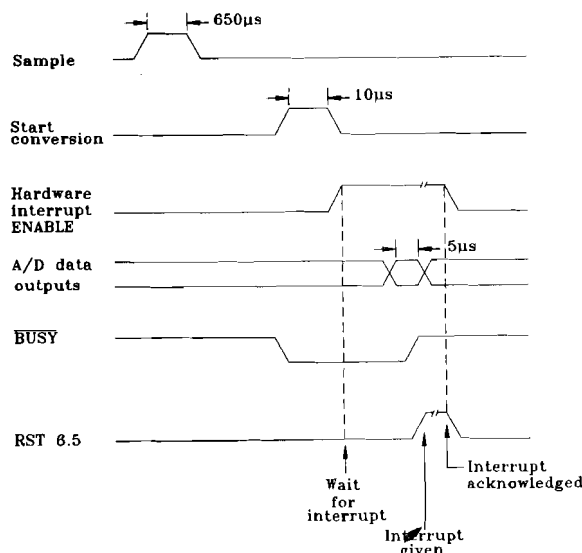 650µs
Sample
10µs
Start
conversion
Hardware
interrupt
ENABLE
5µs
A/D data
outputs
BUSY
RST 6.5
Wait
for
interrupt
Interrupt
given
Interrupt
acknowledged